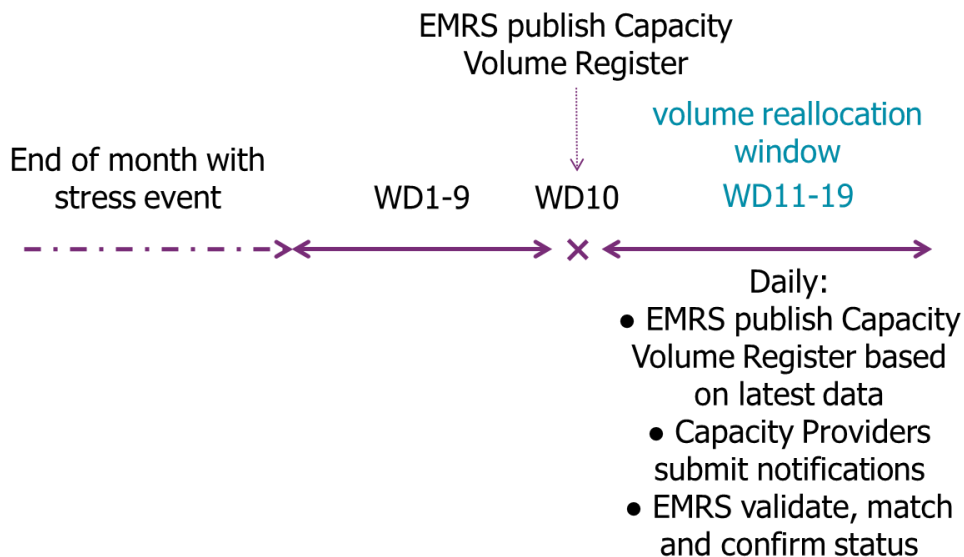 EMRS publish Capacity
Volume Register
volume reallocation
window
End of month with
stress event
WD1-9
WD10
WD11-19
Daily:
● EMRS publish Capacity
Volume Register based
on latest data
● Capacity Providers
submit notifications
● EMRS validate, match
and confirm status